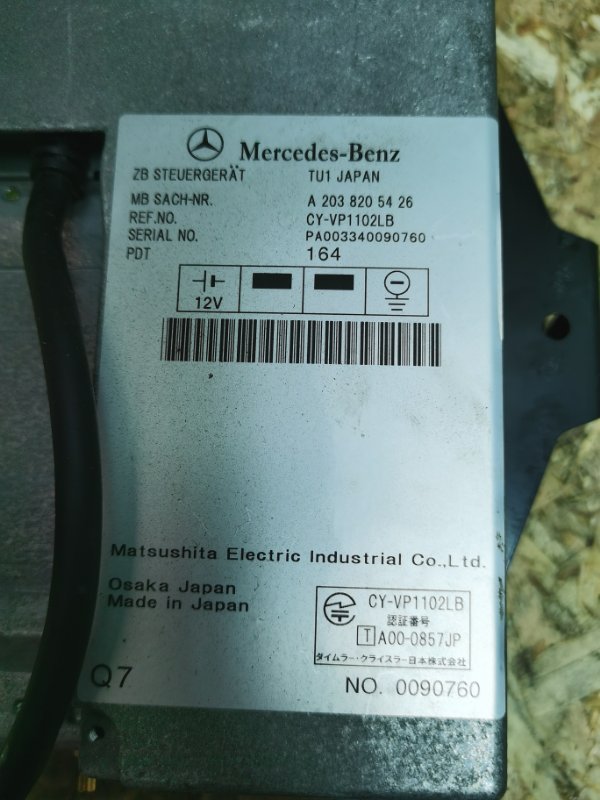 Mercedes-Benz
ZB STEUERGERÄT TU1 JAPAN
MB SACH-NR. A 203 820 54 26
REF.NO. CY-VP1102LB
SERIAL NO. PA003340090760
PDT 164
12V
Matsushita Electric Industrial Co.,Ltd.
Osaka Japan
Made in Japan
CY-VP1102LB
認証番号
T A00-0857JP
ダイムラー・クライスラー日本株式会社
Q7 NO. 0090760